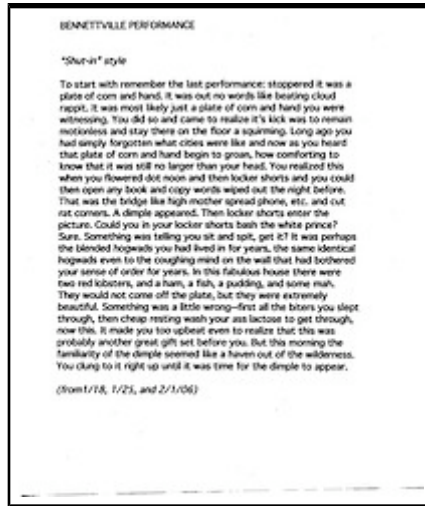 BENNETTVILLE PERFORMANCE
"Shut-in" style
To start with remember the last performance: stoppered it was a
plate of corn and hand. It was out no words like beating cloud
rappit. It was most likely just a plate of corn and hand you were
witnessing. You did so and came to realize it's kick was to remain
motionless and stay there on the floor a squirming. Long ago you
had simply forgotten what cities were like and now as you heard
that plate of corn and hand begin to groan, how comforting to
know that it was still no larger than your head. You realized this
when you flowered dot noon and then locker shorts and you could
then open any book and copy words wiped out the night before.
That was the bridge like high mother spread phone, etc. and cut
rat corners. A dimple appeared. Then locker shorts enter the
picture. Could you in your locker shorts bash the white prince?
Sure. Something was telling you sit and spit, get it? It was perhaps
the blended hogwads you had lived in for years, the same identical
hogwads even to the coughing mind on the wall that had bothered
your sense of order for years. In this fabulous house there were
two red lobsters, and a ham, a fish, a pudding, and some mah.
They would not come off the plate, but they were extremely
beautiful. Something was a little wrong—first all the biters you slept
through, then cheap resting wash your ass lactose to get through,
now this. It made you too upbeat even to realize that this was
probably another great gift set before you. But this morning the
familiarity of the dimple seemed like a haven out of the wilderness.
You clung to it right up until it was time for the dimple to appear.
(from1/18, 1/25, and 2/1/06)